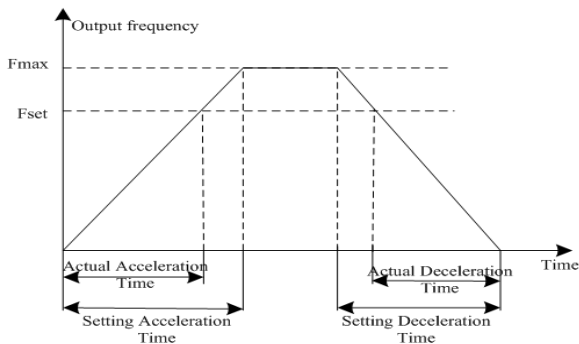 Output frequency
Fmax
Fset
Actual Acceleration
Time
Actual Deceleration
Time
Time
Setting Acceleration
Time
Setting Deceleration
Time